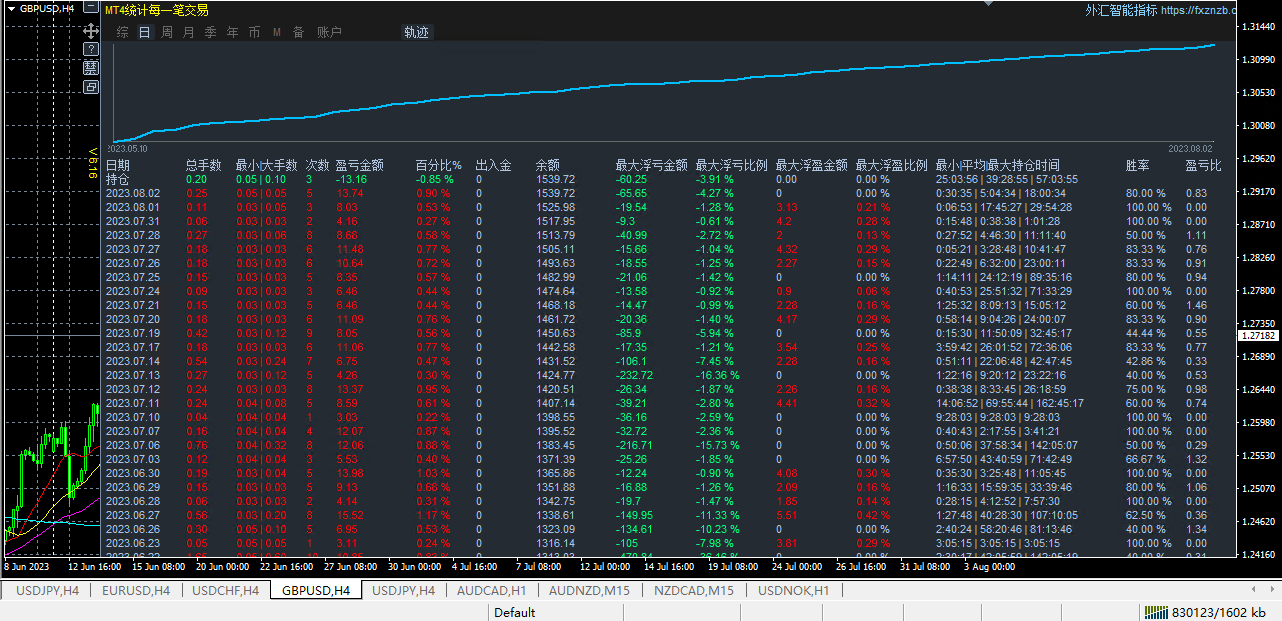 GBPUSD,H4
MT4统计每一笔交易
外汇智能指标 https://fxznzb.c
综 日 周 月 季 年 币 M 备 账户 轨迹
?
禁
V 6.16
2023.05.10 2023.08.02
日期 总手数 最小|大手数 次数 盈亏金额 百分比% 出入金 余额 最大浮亏金额 最大浮亏比例 最大浮盈金额 最大浮盈比例 最小|平均|最大持仓时间 胜率 盈亏比
持仓 0.20 0.05 | 0.10 3 -13.16 -0.85 % 0 1539.72 -60.25 -3.91 % 0.00 0.00 % 25:03:56 | 39:28:55 | 57:03:55
2023.08.02 0.25 0.05 | 0.05 5 13.74 0.90 % 0 1539.72 -65.65 -4.27 % 0 0.00 % 0:30:35 | 5:04:34 | 18:00:34 80.00 % 0.83
2023.08.01 0.11 0.03 | 0.05 3 8.03 0.53 % 0 1525.98 -19.54 -1.28 % 3.13 0.21 % 0:06:53 | 17:45:27 | 29:54:28 100.00 % 0.00
2023.07.31 0.06 0.03 | 0.03 2 4.16 0.27 % 0 1517.95 -9.3 -0.61 % 4.2 0.28 % 0:15:48 | 0:38:38 | 1:01:28 100.00 % 0.00
2023.07.28 0.27 0.03 | 0.06 8 8.68 0.58 % 0 1513.79 -40.99 -2.72 % 2 0.13 % 0:27:52 | 4:46:30 | 11:11:40 50.00 % 1.11
2023.07.27 0.18 0.03 | 0.03 6 11.48 0.77 % 0 1505.11 -15.66 -1.04 % 4.32 0.29 % 0:05:21 | 3:28:48 | 10:41:47 83.33 % 0.76
2023.07.26 0.18 0.03 | 0.03 6 10.64 0.72 % 0 1493.63 -18.55 -1.25 % 2.27 0.15 % 0:22:49 | 6:32:00 | 23:00:11 83.33 % 0.91
2023.07.25 0.15 0.03 | 0.03 5 8.35 0.57 % 0 1482.99 -21.06 -1.42 % 0 0.00 % 1:14:11 | 24:12:19 | 89:35:16 80.00 % 0.94
2023.07.24 0.09 0.03 | 0.03 3 6.46 0.44 % 0 1474.64 -13.58 -0.92 % 0.9 0.06 % 0:40:53 | 25:51:32 | 71:33:29 100.00 % 0.00
2023.07.21 0.15 0.03 | 0.03 5 6.46 0.44 % 0 1468.18 -14.47 -0.99 % 2.28 0.16 % 1:25:32 | 8:09:13 | 15:05:12 60.00 % 1.46
2023.07.20 0.18 0.03 | 0.03 6 11.09 0.76 % 0 1461.72 -20.36 -1.40 % 4.17 0.29 % 0:58:14 | 9:04:26 | 24:00:07 83.33 % 0.90
2023.07.19 0.42 0.03 | 0.12 9 8.05 0.56 % 0 1450.63 -85.9 -5.94 % 0 0.00 % 0:15:30 | 11:50:09 | 32:45:17 44.44 % 0.55
2023.07.17 0.18 0.03 | 0.03 6 11.06 0.77 % 0 1442.58 -17.35 -1.21 % 3.54 0.25 % 3:59:42 | 26:01:52 | 72:36:06 83.33 % 0.77
2023.07.14 0.54 0.03 | 0.24 7 6.75 0.47 % 0 1431.52 -106.1 -7.45 % 2.28 0.16 % 0:51:11 | 22:06:48 | 42:47:45 42.86 % 0.33
2023.07.13 0.27 0.03 | 0.12 5 4.26 0.30 % 0 1424.77 -232.72 -16.36 % 0 0.00 % 1:22:16 | 9:20:12 | 23:22:16 40.00 % 0.53
2023.07.12 0.24 0.03 | 0.03 8 13.37 0.95 % 0 1420.51 -26.34 -1.87 % 2.26 0.16 % 0:38:38 | 8:33:45 | 26:18:59 75.00 % 0.98
2023.07.11 0.24 0.04 | 0.08 5 8.59 0.61 % 0 1407.14 -39.21 -2.80 % 4.41 0.32 % 14:06:52 | 69:55:44 | 162:45:17 60.00 % 0.74
2023.07.10 0.04 0.04 | 0.04 1 3.03 0.22 % 0 1398.55 -36.16 -2.59 % 0 0.00 % 9:28:03 | 9:28:03 | 9:28:03 100.00 % 0.00
2023.07.07 0.16 0.04 | 0.04 4 12.07 0.87 % 0 1395.52 -32.72 -2.36 % 0 0.00 % 0:40:43 | 2:17:55 | 3:41:21 100.00 % 0.00
2023.07.06 0.76 0.04 | 0.32 8 12.06 0.88 % 0 1383.45 -216.71 -15.73 % 0 0.00 % 0:50:06 | 37:58:34 | 142:05:07 50.00 % 0.29
2023.07.03 0.12 0.04 | 0.04 3 5.53 0.40 % 0 1371.39 -25.26 -1.85 % 0 0.00 % 6:57:50 | 43:40:59 | 71:42:49 66.67 % 1.32
2023.06.30 0.19 0.03 | 0.04 5 13.98 1.03 % 0 1365.86 -12.24 -0.90 % 4.08 0.30 % 0:35:30 | 3:25:48 | 11:05:45 100.00 % 0.00
2023.06.29 0.15 0.03 | 0.03 5 9.13 0.68 % 0 1351.88 -16.88 -1.26 % 2.09 0.16 % 1:16:33 | 15:59:35 | 33:39:46 80.00 % 1.06
2023.06.28 0.06 0.03 | 0.03 2 4.14 0.31 % 0 1342.75 -19.7 -1.47 % 1.85 0.14 % 0:28:15 | 4:12:52 | 7:57:30 100.00 % 0.00
2023.06.27 0.56 0.03 | 0.20 8 15.52 1.17 % 0 1338.61 -149.95 -11.33 % 5.51 0.42 % 1:27:48 | 40:28:30 | 107:10:05 62.50 % 0.36
2023.06.26 0.30 0.05 | 0.10 5 6.95 0.53 % 0 1323.09 -134.61 -10.23 % 0 0.00 % 2:40:24 | 58:20:46 | 81:13:46 40.00 % 1.34
2023.06.23 0.05 0.05 | 0.05 1 3.11 0.24 % 0 1316.14 -105 -7.98 % 3.81 0.29 % 3:05:15 | 3:05:15 | 3:05:15 100.00 % 0.00
1.31440
1.30990
1.30530
1.30080
1.29620
1.29170
1.28710
1.28260
1.27800
1.27350
1.27182
1.26890
1.26440
1.25980
1.25530
1.25070
1.24620
1.24160
8 Jun 2023 12 Jun 16:00 15 Jun 08:00 20 Jun 00:00 22 Jun 16:00 27 Jun 08:00 30 Jun 00:00 4 Jul 16:00 7 Jul 08:00 12 Jul 00:00 14 Jul 16:00 19 Jul 08:00 24 Jul 00:00 26 Jul 16:00 31 Jul 08:00 3 Aug 00:00
USDJPY,H4 EURUSD,H4 USDCHF,H4 GBPUSD,H4 USDJPY,H4 AUDCAD,H1 AUDNZD,M15 NZDCAD,M15 USDNOK,H1
Default 830123/1602 kb